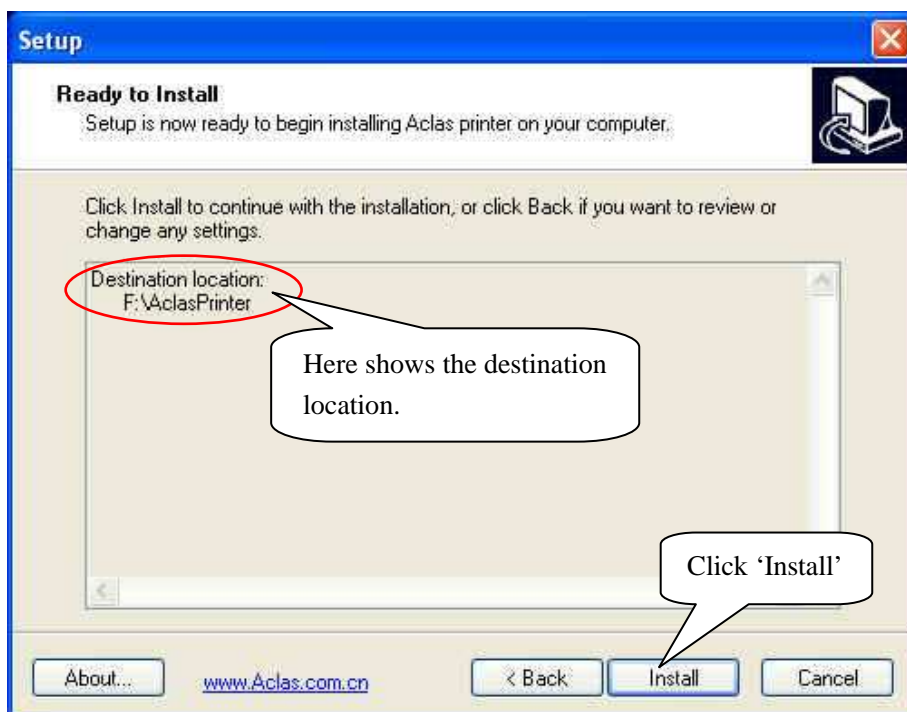 Setup
Ready to Install
Setup is now ready to begin installing Aclas printer on your computer.
Click Install to continue with the installation, or click Back if you want to review or
change any settings.
Destination location:
F:\AclasPrinter
Here shows the destination
location.
Click ‘Install’
About...
www.Aclas.com.cn
< Back
Install
Cancel